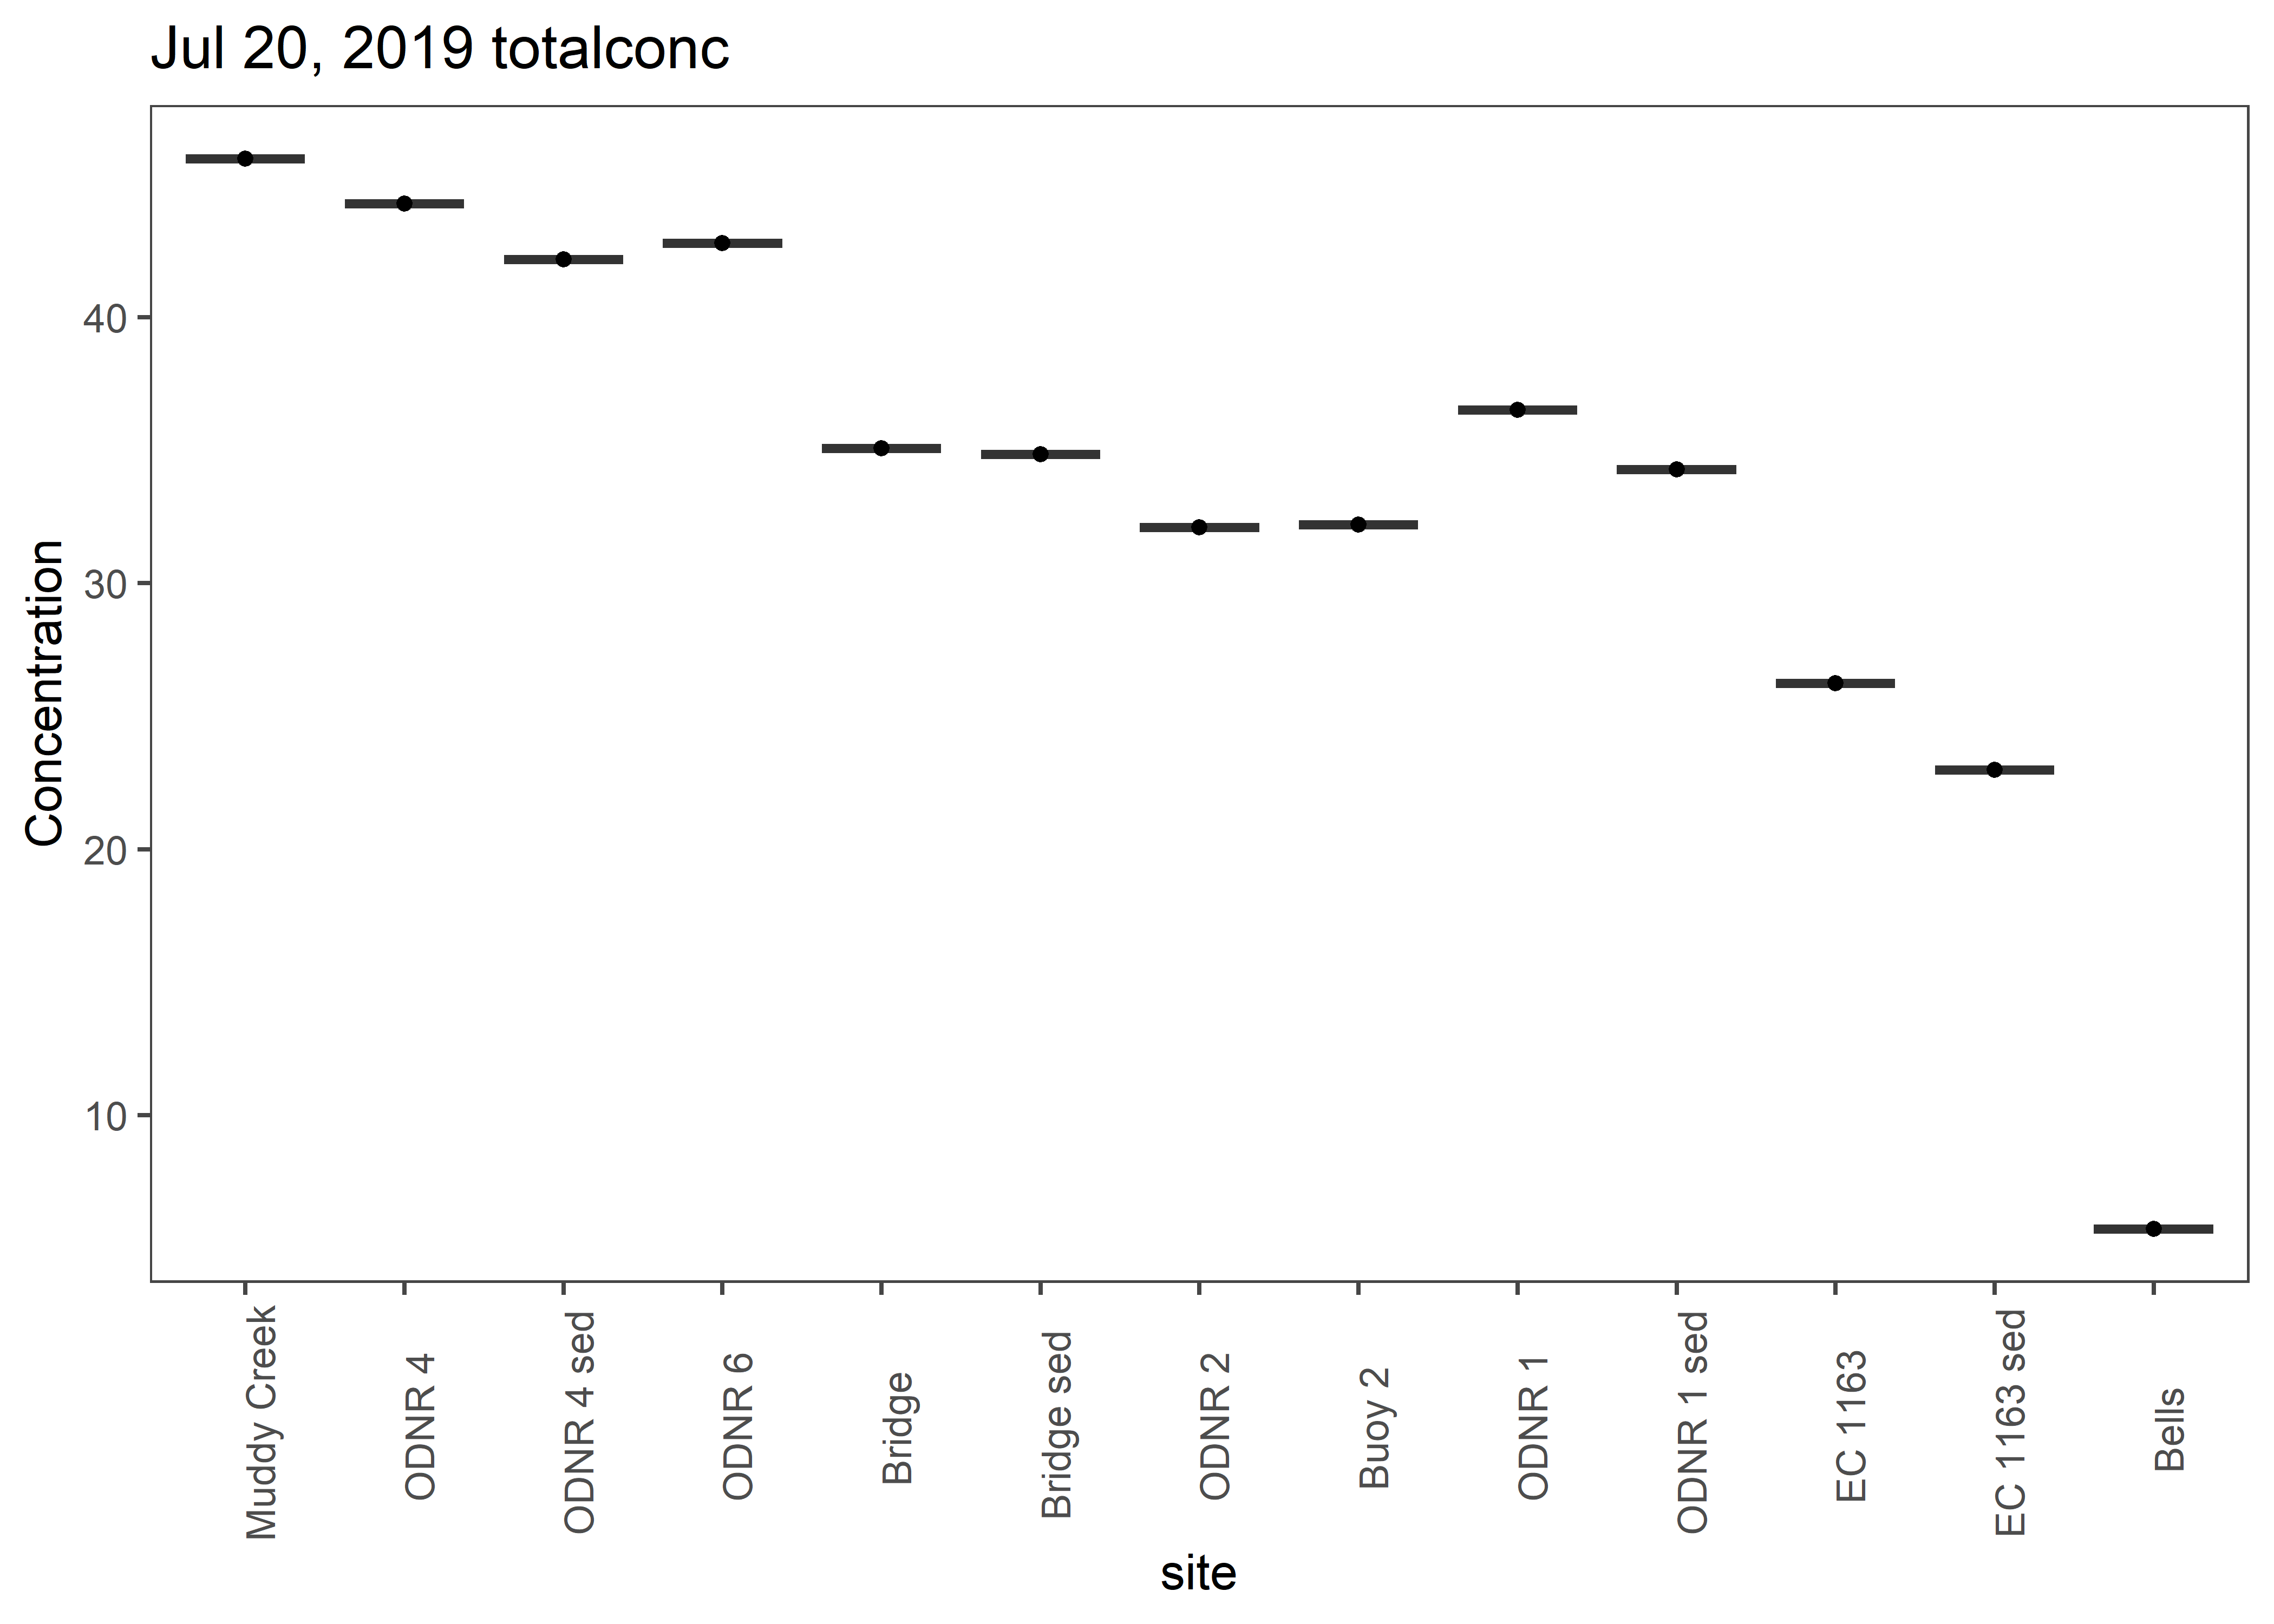 Jul 20, 2019 totalconc
Concentration
40
30
20
10
Muddy Creek
ODNR 4
ODNR 4 sed
ODNR 6
Bridge
Bridge sed
ODNR 2
Buoy 2
ODNR 1
ODNR 1 sed
EC 1163
EC 1163 sed
Bells
site